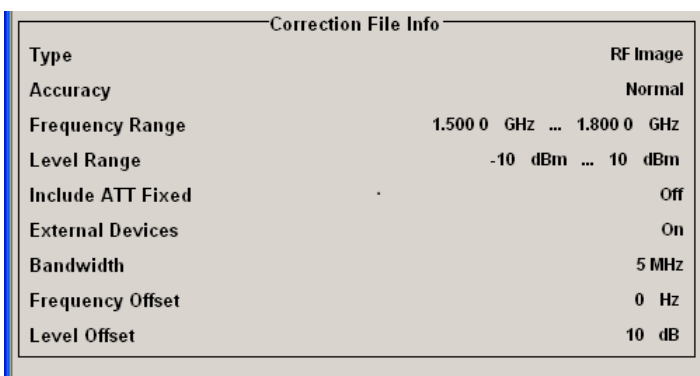 Correction File Info
Type RF Image
Accuracy Normal
Frequency Range 1.500 0 GHz ... 1.800 0 GHz
Level Range -10 dBm ... 10 dBm
Include ATT Fixed Off
External Devices On
Bandwidth 5 MHz
Frequency Offset 0 Hz
Level Offset 10 dB